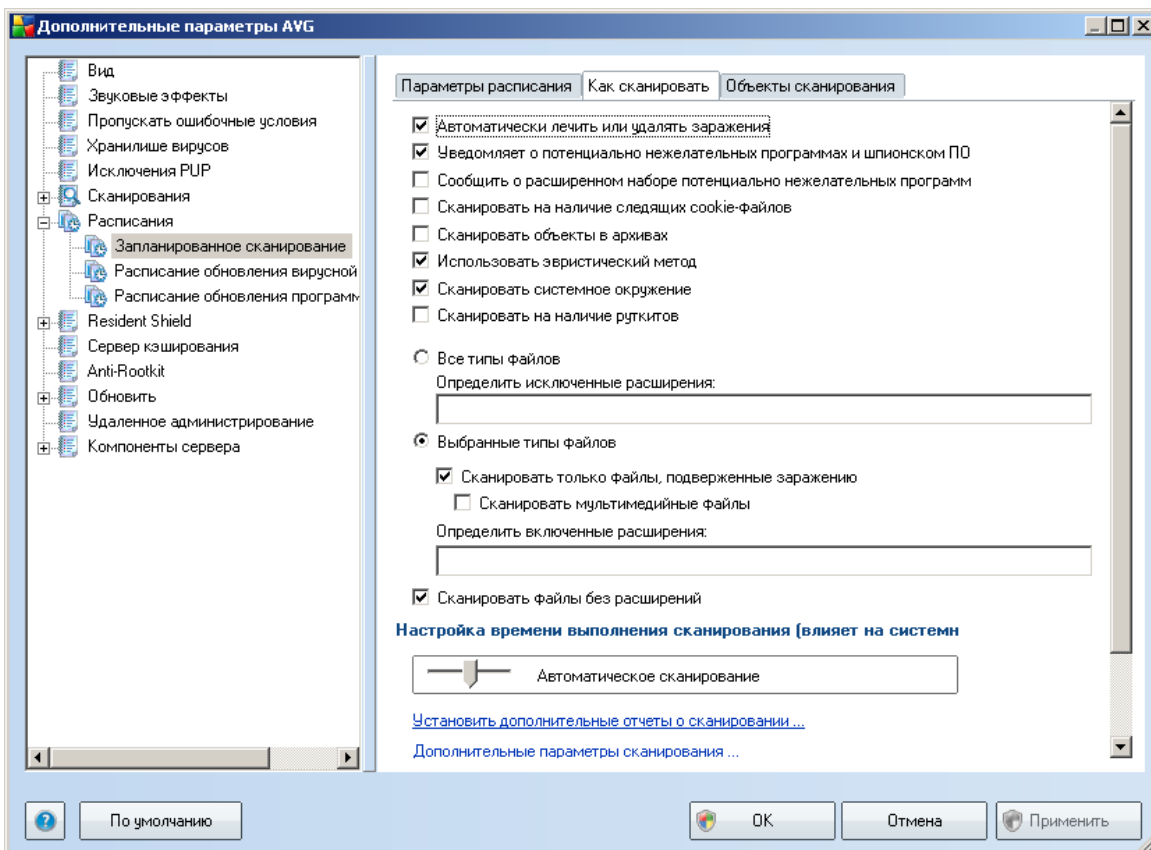 Дополнительные параметры AVG
Вид
Звуковые эффекты
Пропускать ошибочные условия
Хранилише вирусов
Исключения PUP
Сканирования
Расписания
Запланированное сканирование
Расписание обновления вирусной
Расписание обновления программ
Resident Shield
Сервер кэширования
Anti-Rootkit
Обновить
Удаленное администрирование
Компоненты сервера
Параметры расписания Как сканировать Объекты сканирования
Автоматически лечить или удалять заражения
Уведомляет о потенциально нежелательных программах и шпионском ПО
Сообщить о расширенном наборе потенциально нежелательных программ
Сканировать на наличие следящих cookie-файлов
Сканировать объекты в архивах
Использовать эвристический метод
Сканировать системное окружение
Сканировать на наличие руткитов
Все типы файлов
Определить исключенные расширения:
Выбранные типы файлов
Сканировать только файлы, подверженные заражению
Сканировать мультимедийные файлы
Определить включенные расширения:
Сканировать файлы без расширений
Настройка времени выполнения сканирования (влияет на системн
Автоматическое сканирование
Установить дополнительные отчеты о сканировании ...
Дополнительные параметры сканирования ...
По умолчанию OK Отмена Применить